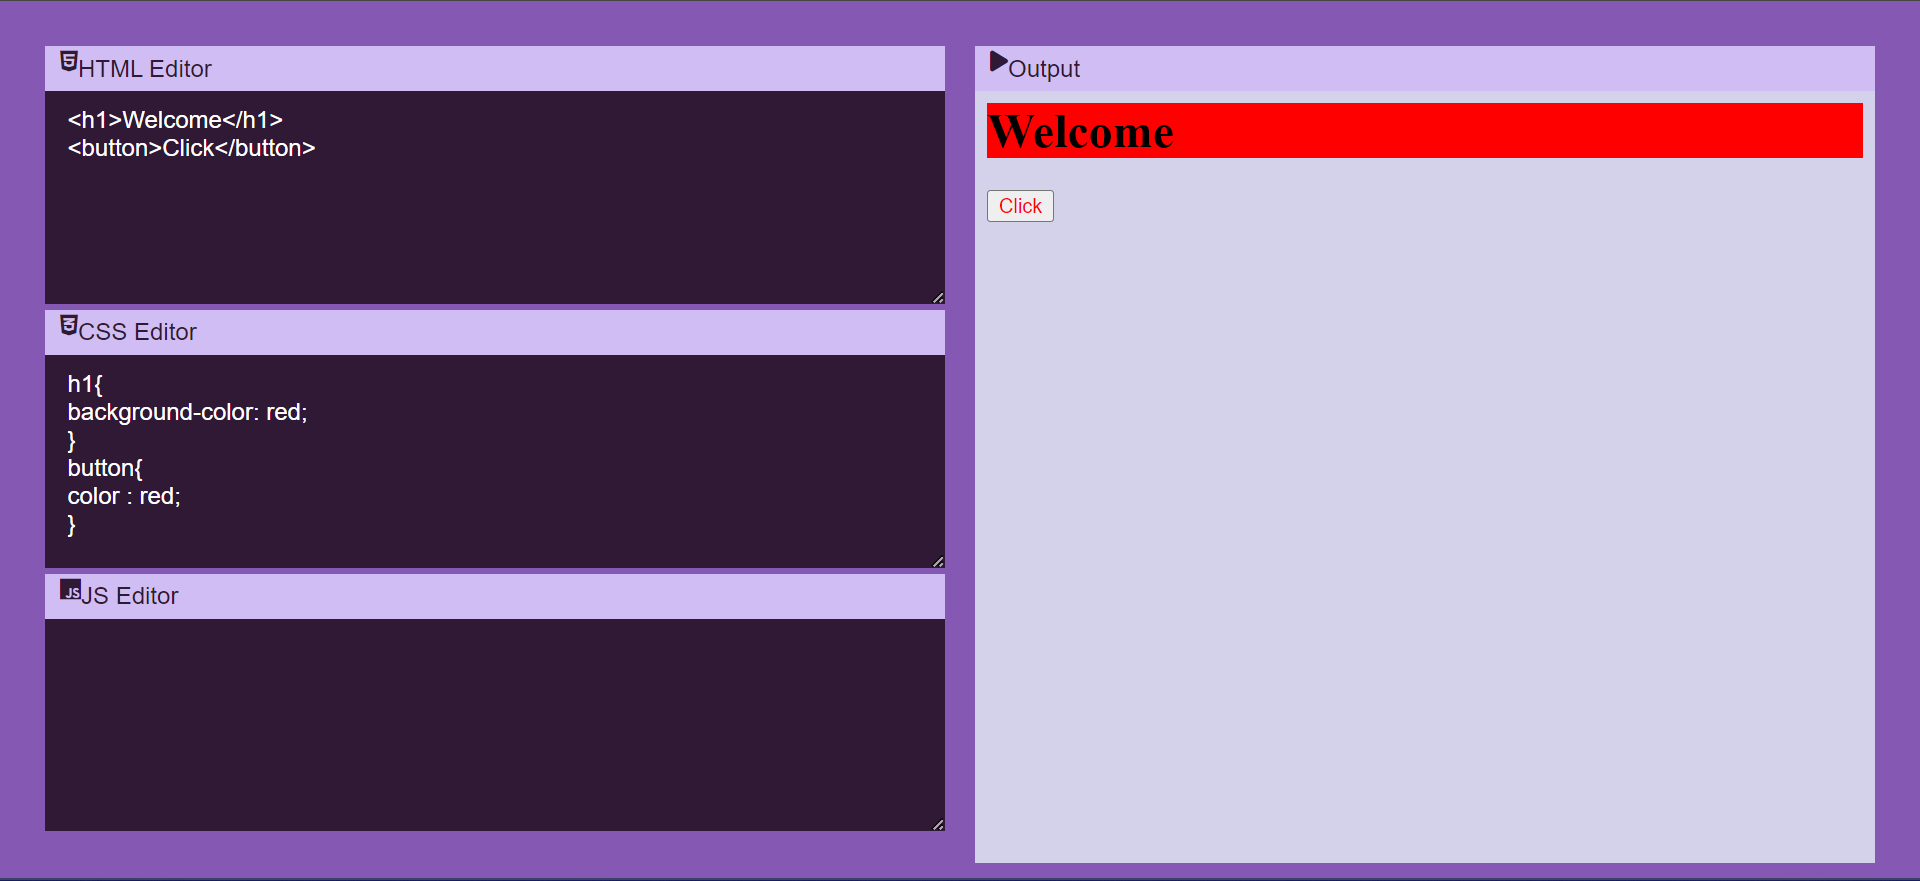 HTML Editor
<h1>Welcome</h1>
<button>Click</button>
CSS Editor
h1{
background-color: red;
}
button{
color : red;
}
JS
JS Editor
Output
Welcome
Click